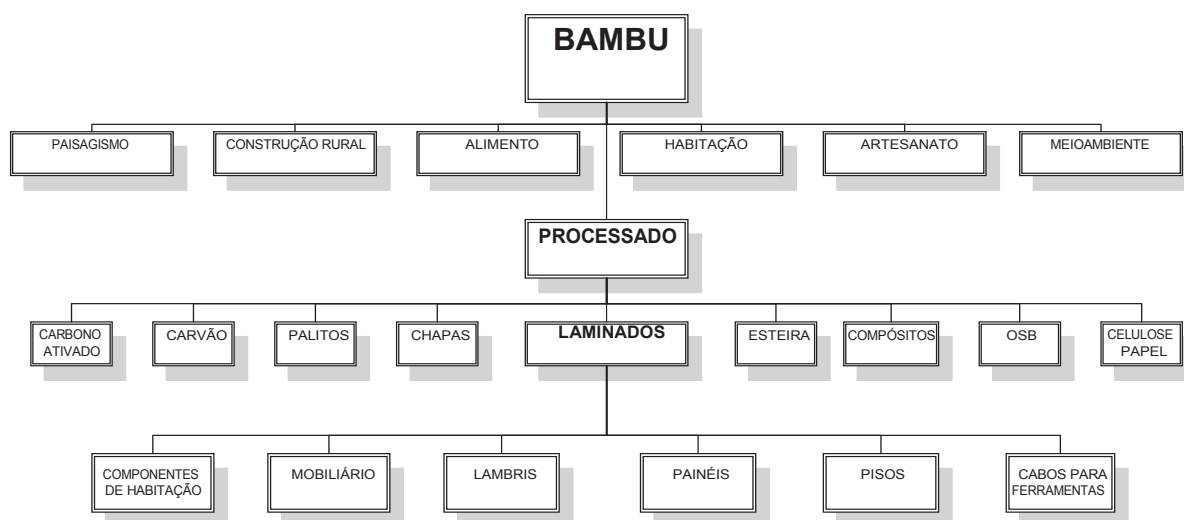 BAMBU
PAISAGISMO
CONSTRUÇÃO RURAL
ALIMENTO
HABITAÇÃO
ARTESANATO
MEIOAMBIENTE
PROCESSADO
CARBONO
ATIVADO
CARVÃO
PALITOS
CHAPAS
LAMINADOS
ESTEIRA
COMPÓSITOS
OSB
CELULOSE
PAPEL
COMPONENTES
DE HABITAÇÃO
MOBILIÁRIO
LAMBRIS
PAINÉIS
PISOS
CABOS PARA
FERRAMENTAS